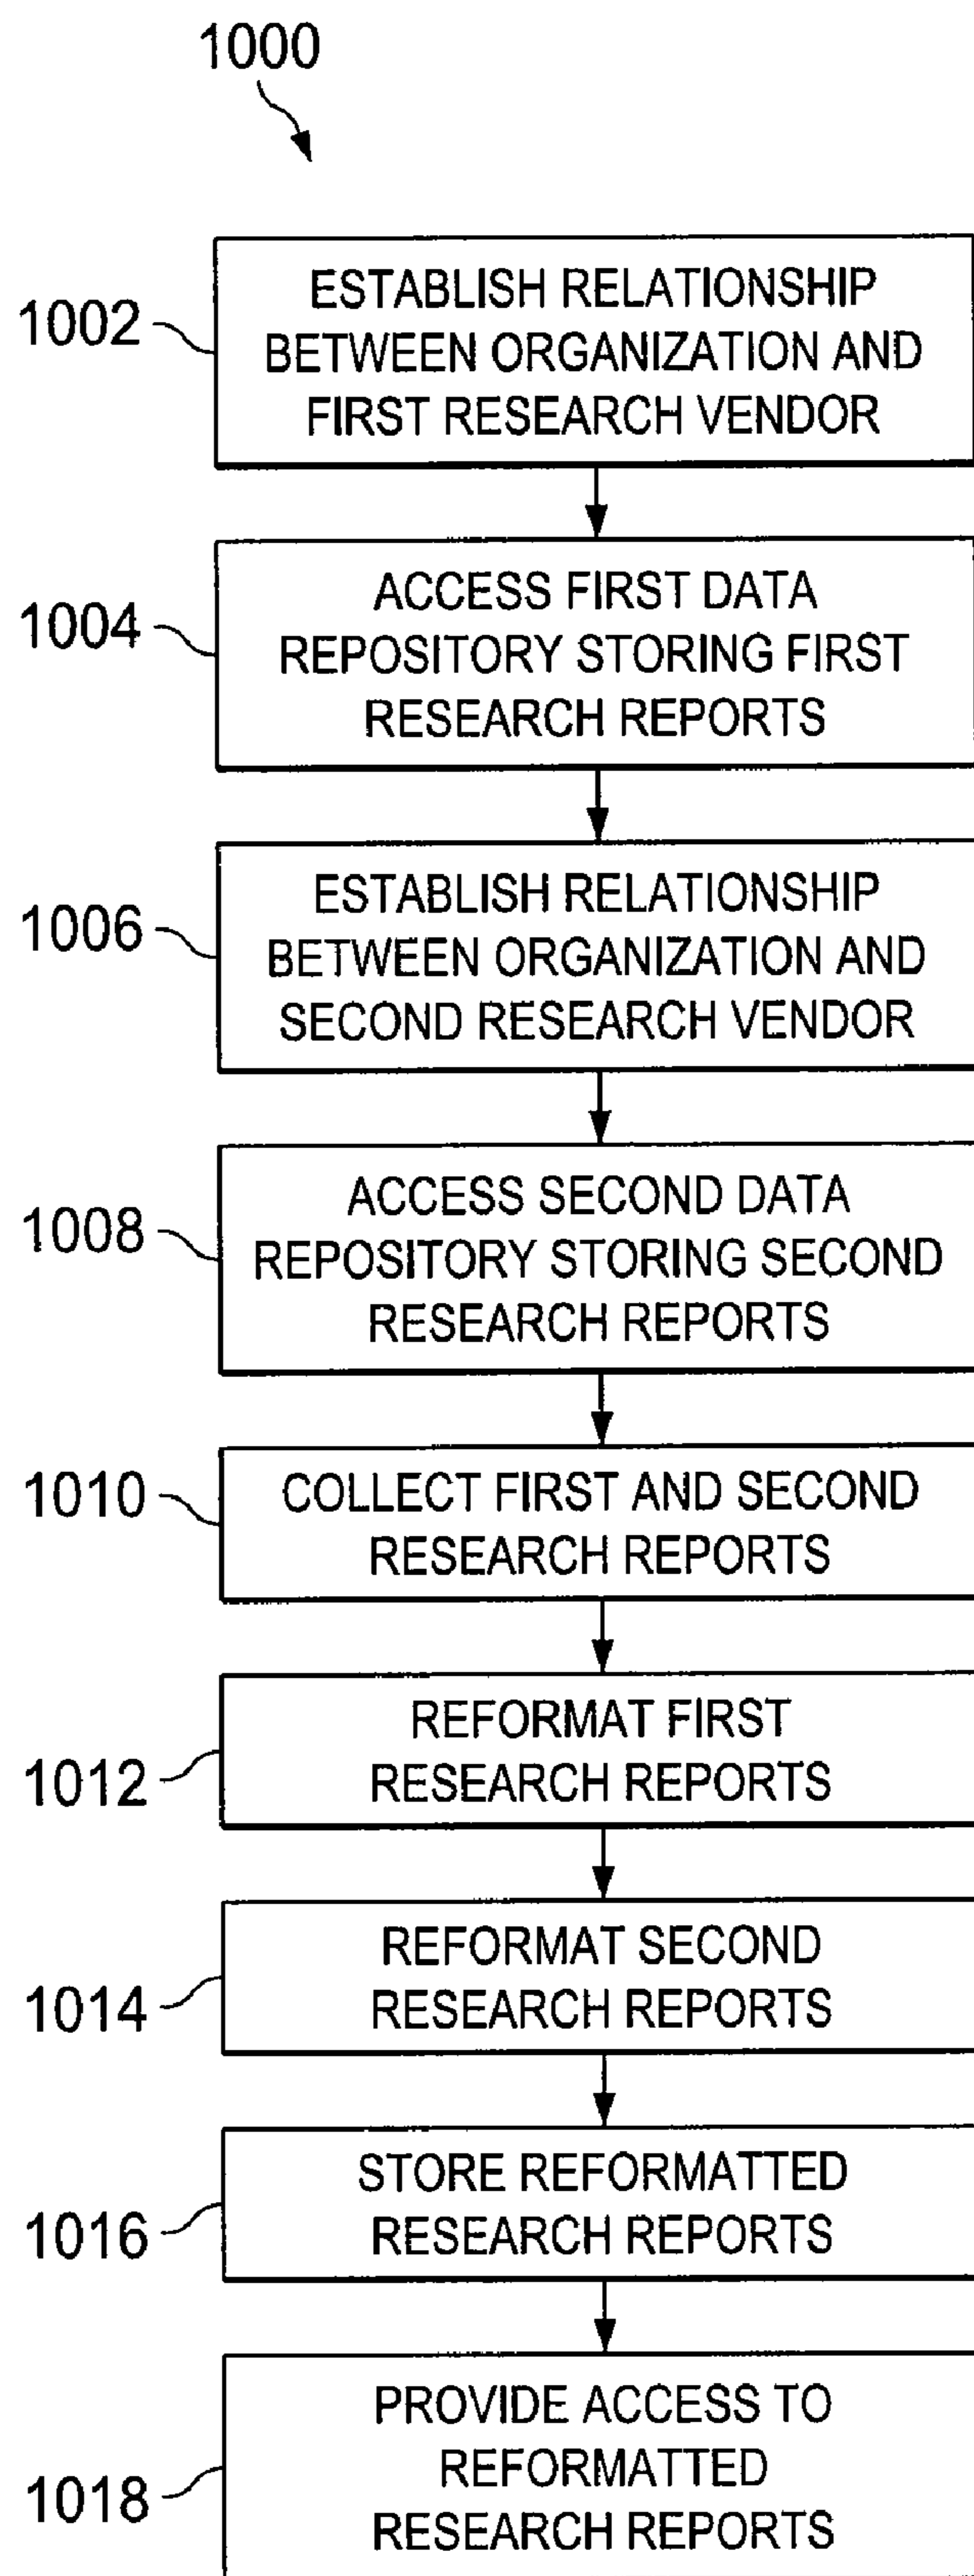 1000
1002
ESTABLISH RELATIONSHIP
BETWEEN ORGANIZATION AND
FIRST RESEARCH VENDOR
1004
ACCESS FIRST DATA
REPOSITORY STORING FIRST
RESEARCH REPORTS
1006
ESTABLISH RELATIONSHIP
BETWEEN ORGANIZATION AND
SECOND RESEARCH VENDOR
1008
ACCESS SECOND DATA
REPOSITORY STORING SECOND
RESEARCH REPORTS
1010
COLLECT FIRST AND SECOND
RESEARCH REPORTS
1012
REFORMAT FIRST
RESEARCH REPORTS
1014
REFORMAT SECOND
RESEARCH REPORTS
1016
STORE REFORMATTED
RESEARCH REPORTS
1018
PROVIDE ACCESS TO
REFORMATTED
RESEARCH REPORTS